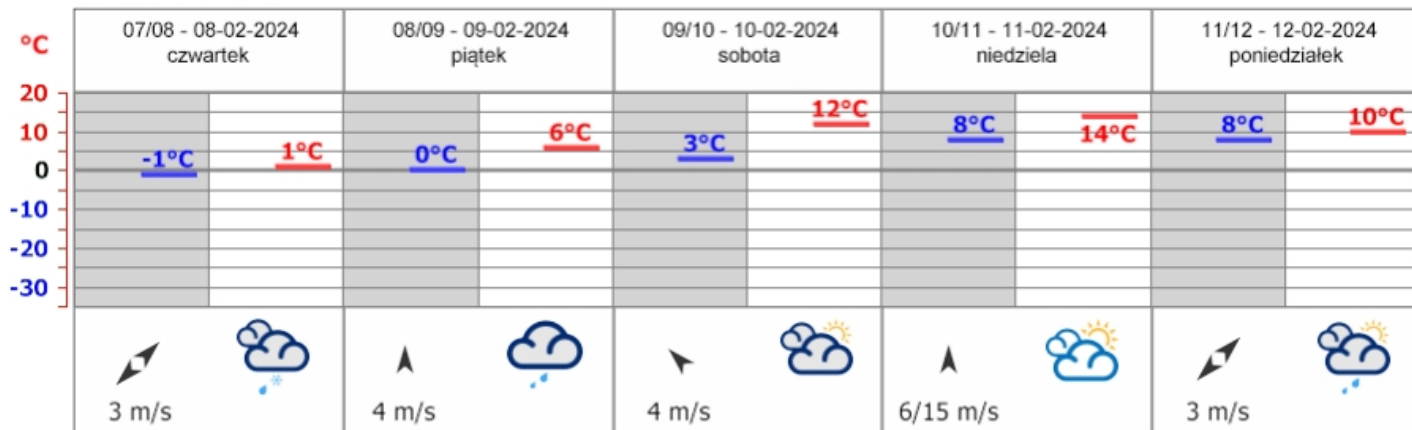 °C
07/08 - 08-02-2024
czwartek
08/09 - 09-02-2024
piątek
09/10 - 10-02-2024
sobota
10/11 - 11-02-2024
niedziela
11/12 - 12-02-2024
poniedziałek
20
10
0
-10
-20
-30
-1°C
1°C
0°C
6°C
3°C
12°C
8°C
14°C
8°C
10°C
3 m/s
4 m/s
4 m/s
6/15 m/s
3 m/s